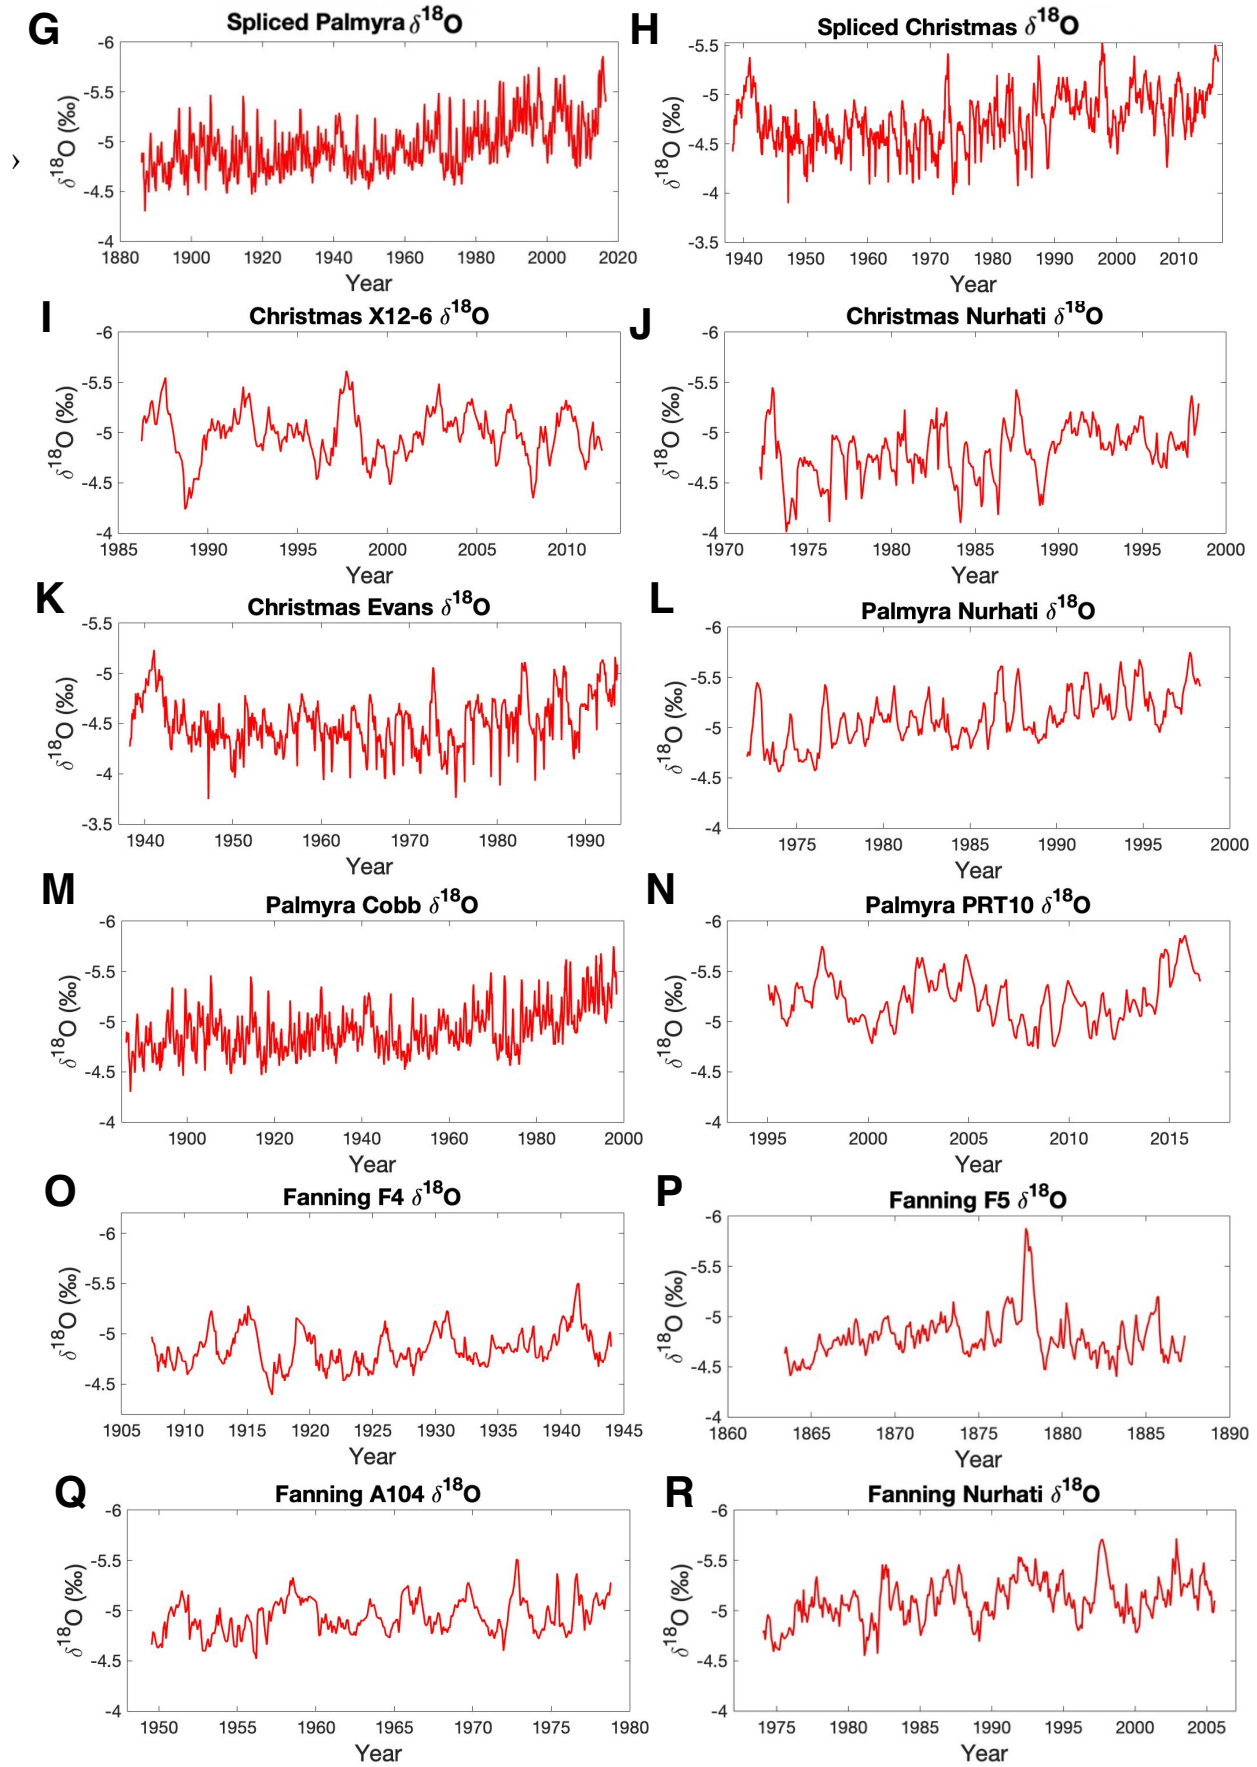 G
Spliced Palmyra δ18O
-6
-5.5
-5
-4.5
-4
δ18O (‰)
1880 1900 1920 1940 1960 1980 2000 2020
Year
›
H
Spliced Christmas δ18O
-5.5
-5
-4.5
-4
-3.5
δ18O (‰)
1940 1950 1960 1970 1980 1990 2000 2010
Year
I
Christmas X12-6 δ18O
-6
-5.5
-5
-4.5
-4
δ18O (‰)
1985 1990 1995 2000 2005 2010
Year
J
Christmas Nurhati δ18O
-6
-5.5
-5
-4.5
-4
δ18O (‰)
1970 1975 1980 1985 1990 1995 2000
Year
K
Christmas Evans δ18O
-5.5
-5
-4.5
-4
-3.5
δ18O (‰)
1940 1950 1960 1970 1980 1990
Year
L
Palmyra Nurhati δ18O
-6
-5.5
-5
-4.5
-4
δ18O (‰)
1975 1980 1985 1990 1995 2000
Year
M
Palmyra Cobb δ18O
-6
-5.5
-5
-4.5
-4
δ18O (‰)
1900 1920 1940 1960 1980 2000
Year
N
Palmyra PRT10 δ18O
-6
-5.5
-5
-4.5
-4
δ18O (‰)
1995 2000 2005 2010 2015
Year
O
Fanning F4 δ18O
-6
-5.5
-5
-4.5
δ18O (‰)
1905 1910 1915 1920 1925 1930 1935 1940 1945
Year
P
Fanning F5 δ18O
-6
-5.5
-5
-4.5
-4
δ18O (‰)
1860 1865 1870 1875 1880 1885 1890
Year
Q
Fanning A104 δ18O
-6
-5.5
-5
-4.5
-4
δ18O (‰)
1950 1955 1960 1965 1970 1975 1980
Year
R
Fanning Nurhati δ18O
-6
-5.5
-5
-4.5
-4
δ18O (‰)
1975 1980 1985 1990 1995 2000 2005
Year